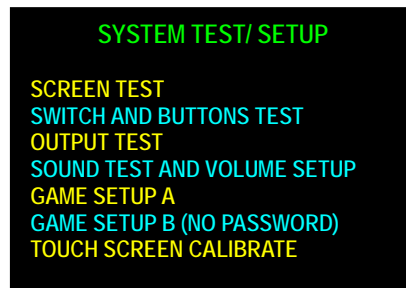 SYSTEM TEST/ SETUP
SCREEN TEST
SWITCH AND BUTTONS TEST
OUTPUT TEST
SOUND TEST AND VOLUME SETUP
GAME SETUP A
GAME SETUP B (NO PASSWORD)
TOUCH SCREEN CALIBRATE